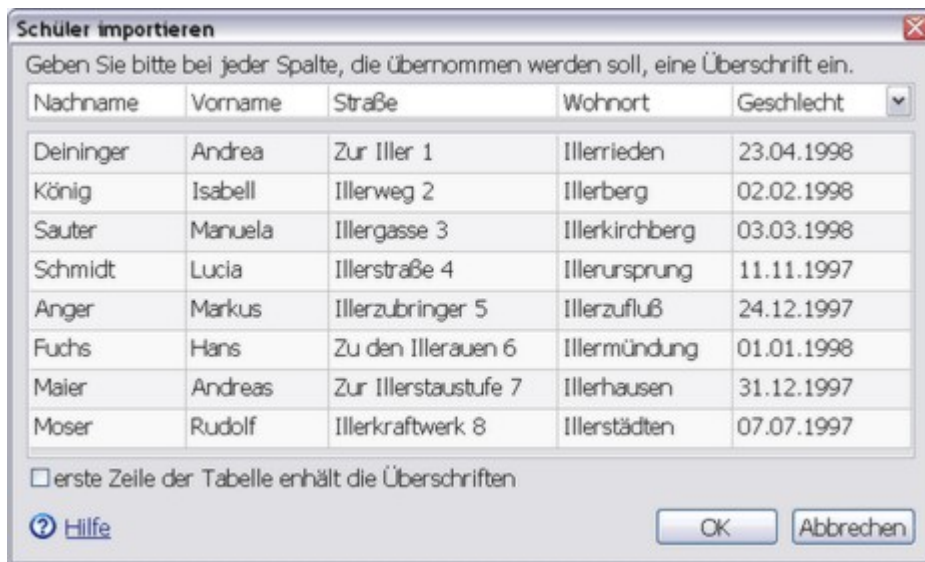 Schüler importieren
Geben Sie bitte bei jeder Spalte, die übernommen werden soll, eine Überschrift ein.
Nachname Vorname Straße Wohnort Geschlecht
Deininger Andrea Zur Iller 1 Illerrieden 23.04.1998
König Isabell Illerweg 2 Illerberg 02.02.1998
Sauter Manuela Illergasse 3 Illerkirchberg 03.03.1998
Schmidt Lucia Illerstraße 4 Illerursprung 11.11.1997
Anger Markus Illerzubringer 5 Illerzufluß 24.12.1997
Fuchs Hans Zu den Illerauen 6 Illermündung 01.01.1998
Maier Andreas Zur Illerstaustufe 7 Illerhausen 31.12.1997
Moser Rudolf Illerkraftwerk 8 Illerstädten 07.07.1997
erste Zeile der Tabelle enhält die Überschriften
? Hilfe OK Abbrechen